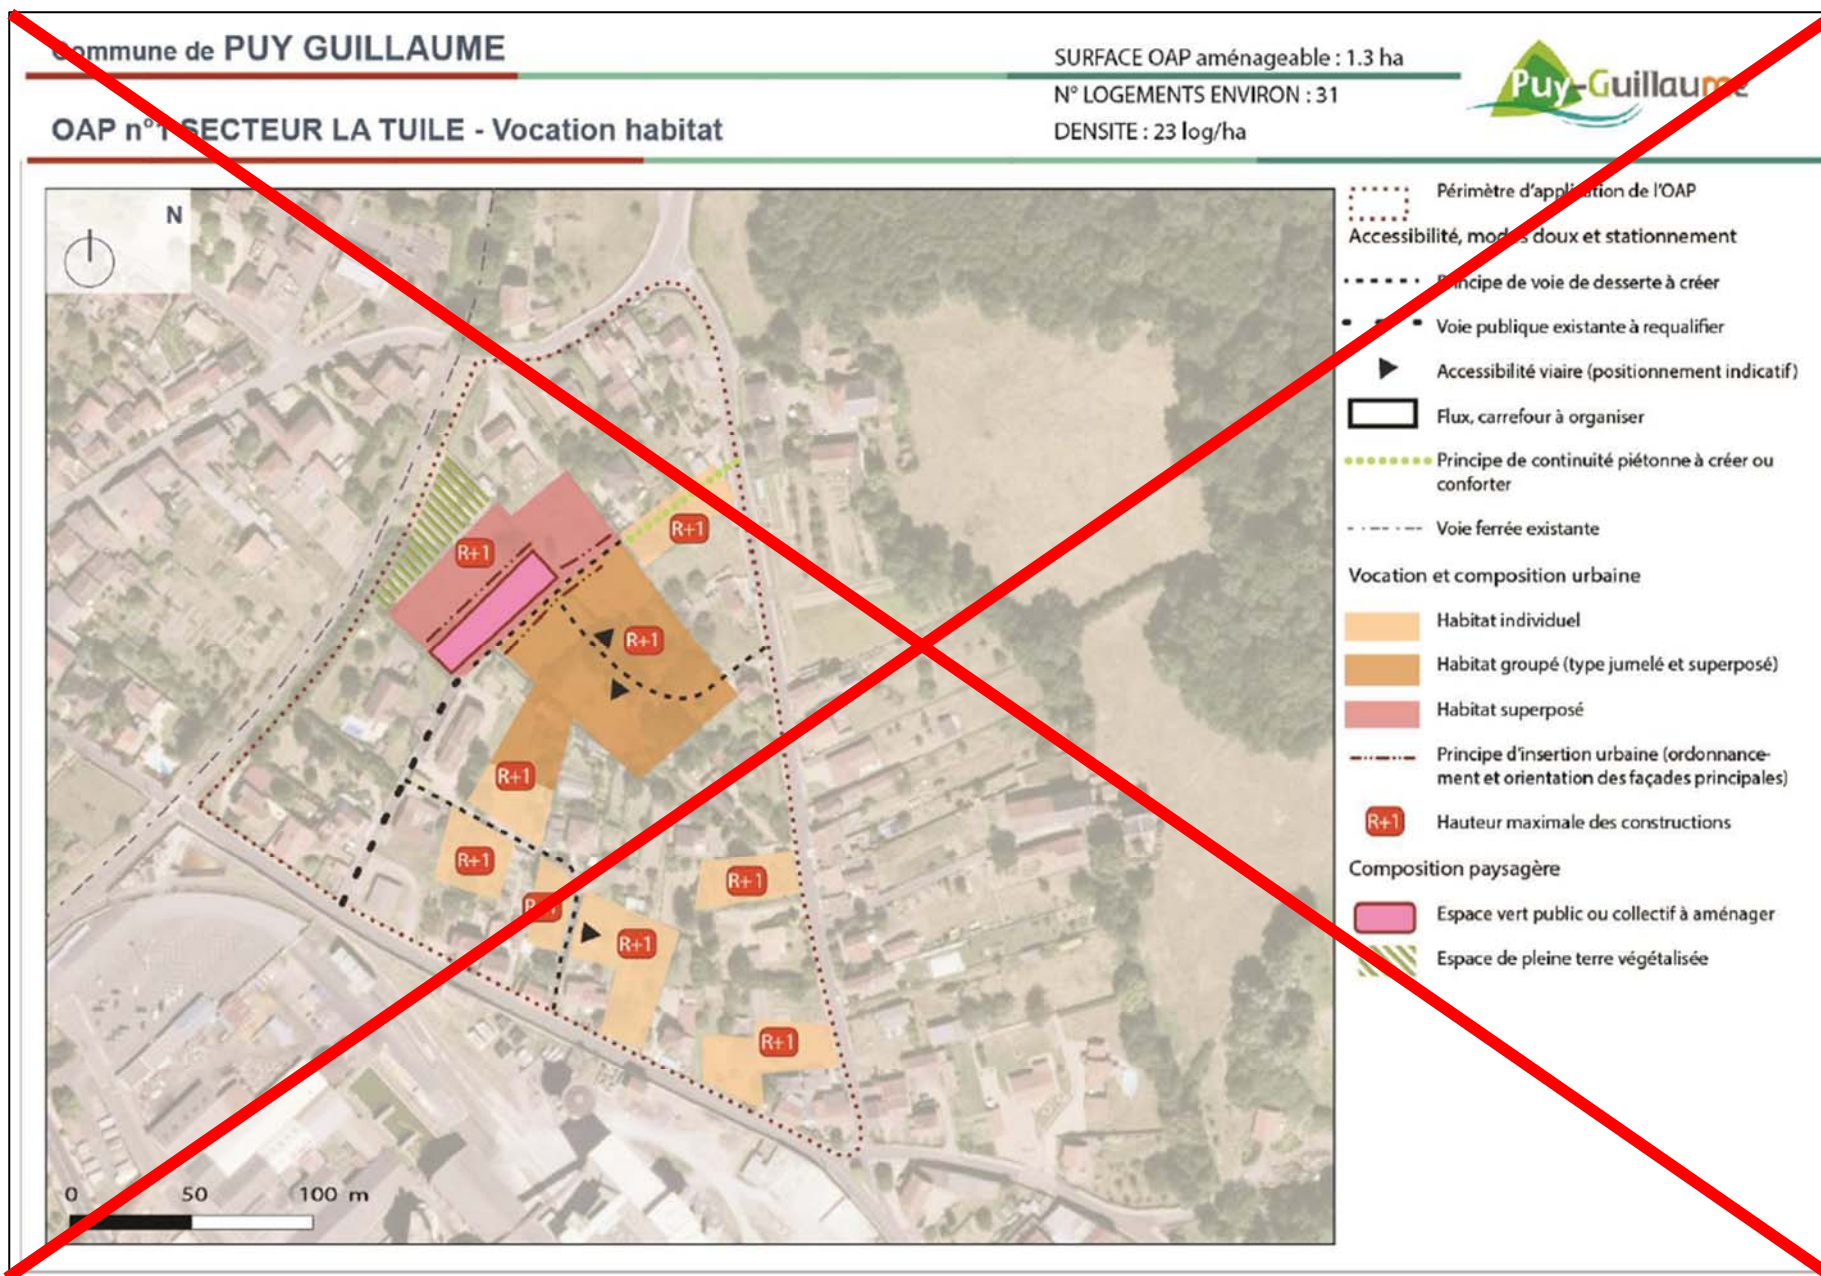 Commune de PUY GUILLAUME
SURFACE OAP aménageable : 1.3 ha
N° LOGEMENTS ENVIRON : 31
DENSITE : 23 log/ha
Puy-Guillaume
OAP n°1 SECTEUR LA TUILE - Vocation habitat
N
R+1
R+1
R+1
R+1
R+1
R+1
R+1
R+1
R+1
0 50 100 m
Périmètre d'application de l'OAP
Accessibilité, modes doux et stationnement
Principe de voie de desserte à créer
Voie publique existante à requalifier
Accessibilité viaire (positionnement indicatif)
Flux, carrefour à organiser
Principe de continuité piétonne à créer ou
conforter
Voie ferrée existante
Vocation et composition urbaine
Habitat individuel
Habitat groupé (type jumelé et superposé)
Habitat superposé
Principe d'insertion urbaine (ordonnance-
ment et orientation des façades principales)
R+1 Hauteur maximale des constructions
Composition paysagère
Espace vert public ou collectif à aménager
Espace de pleine terre végétalisée